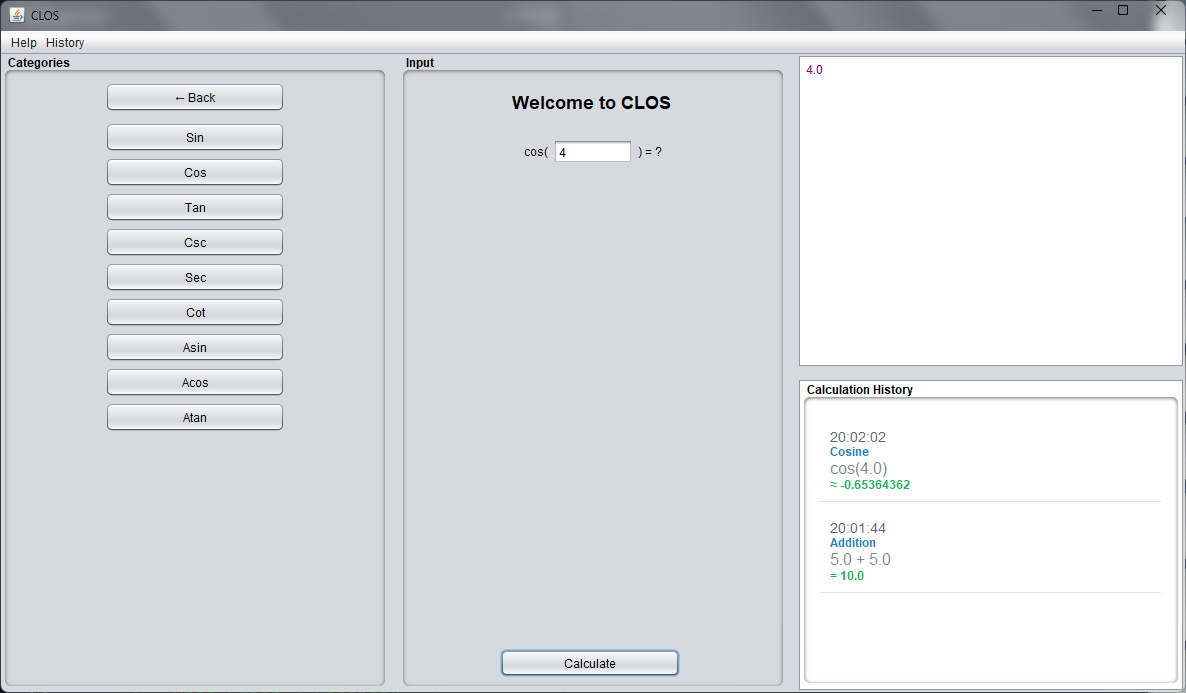 CLOS
Help History
Categories
← Back
Sin
Cos
Tan
Csc
Sec
Cot
Asin
Acos
Atan
Input
Welcome to CLOS
cos( 4 ) = ?
Calculate
4.0
Calculation History
20:02:02
Cosine
cos(4.0)
≈ -0.65364362
20:01:44
Addition
5.0 + 5.0
= 10.0